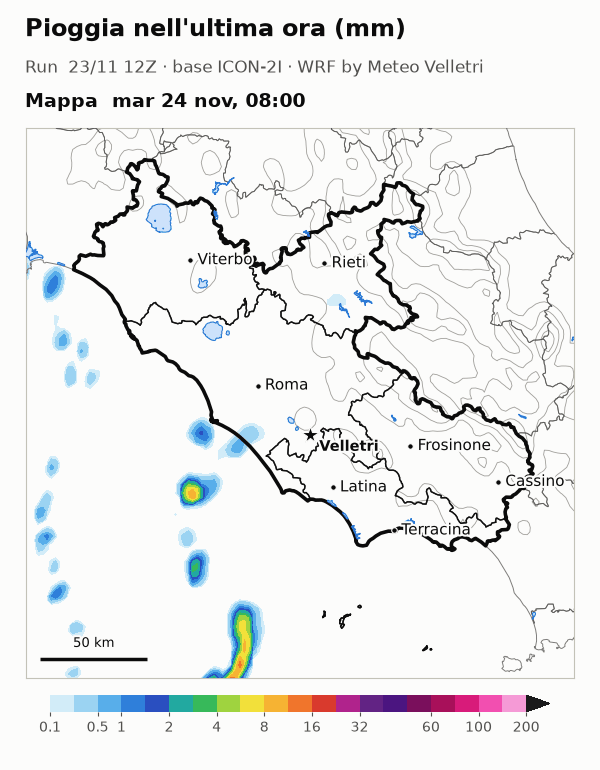 Pioggia nell'ultima ora (mm)
Run 23/11 12Z · base ICON-2I · WRF by Meteo Velletri
Mappa mar 24 nov, 08:00
Viterbo
Rieti
Roma
Velletri
Frosinone
Latina
Cassino
Terracina
50 km
0.1 0.5 1 2 4 8 16 32 60 100 200